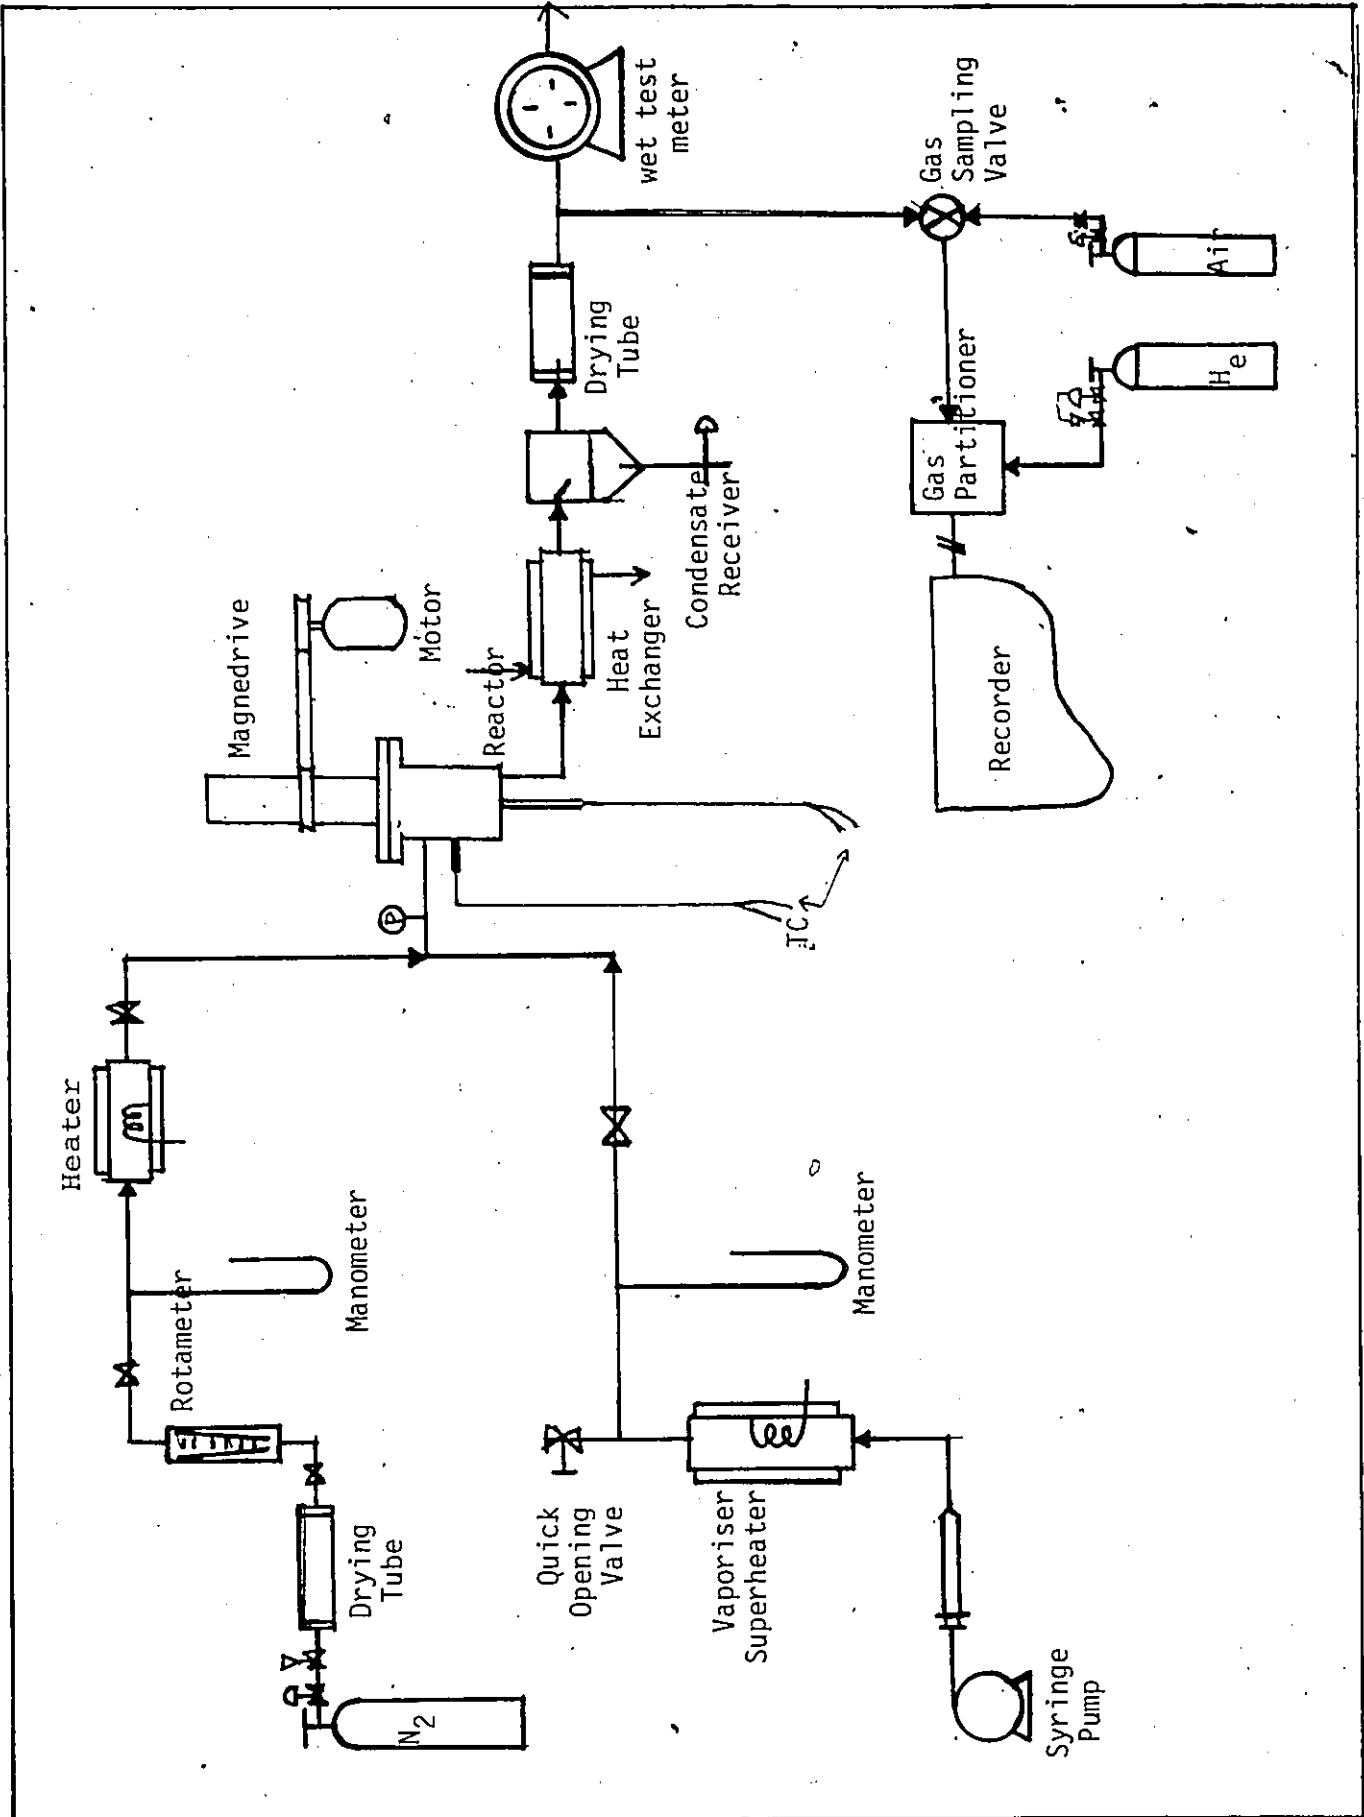 Magnedrive
Motor
Heater
Reactor
Heat
Exchanger
Condensate
Receiver
Drying
Tube
wet test
meter
P
Rotameter
Manometer
Drying
Tube
N2
Quick
Opening
Valve
Vaporiser
Superheater
Manometer
TC
Syringe
Pump
Recorder
Gas
Partitioner
Gas
Sampling
Valve
He
Air